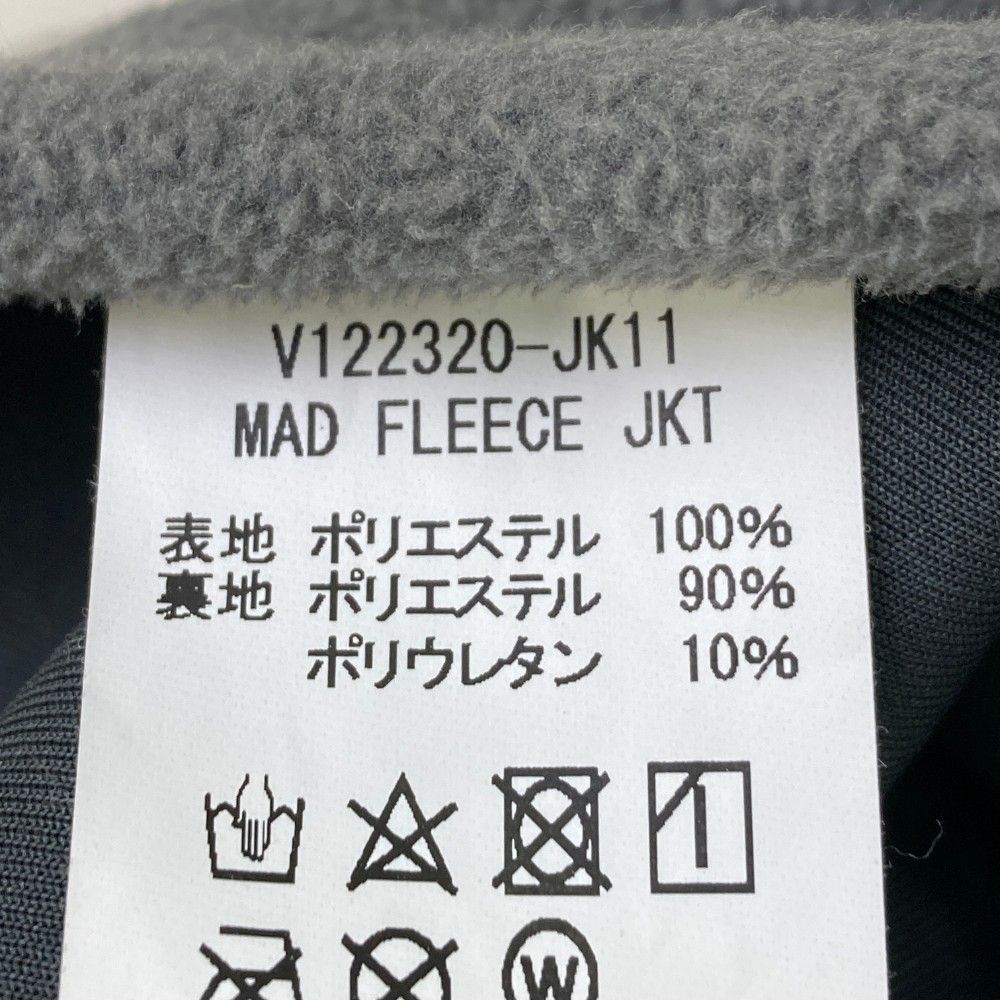 V122320-JK11
MAD FLEECE JKT
表地 ポリエステル 100%
裏地 ポリエステル 90%
ポリウレタン 10%
W